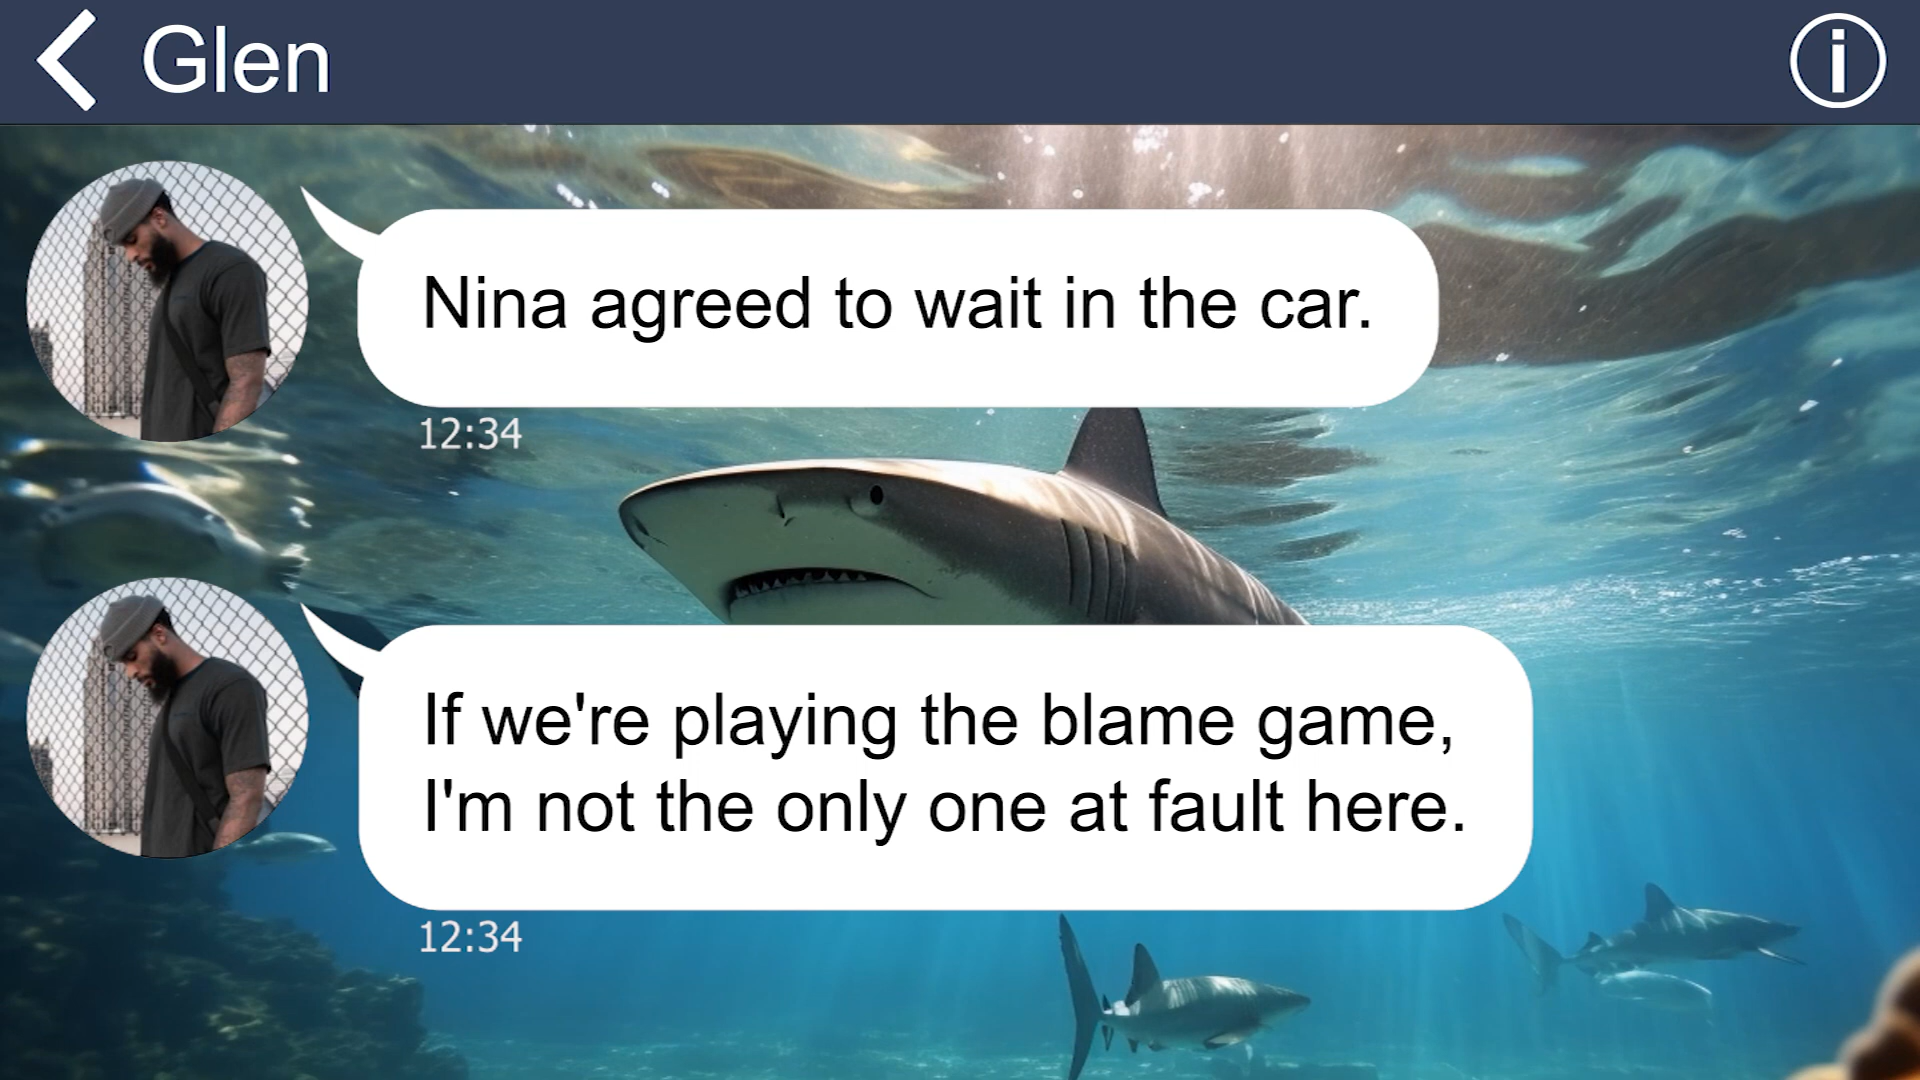 Glen
Nina agreed to wait in the car.
12:34
If we're playing the blame game,
I'm not the only one at fault here.
12:34